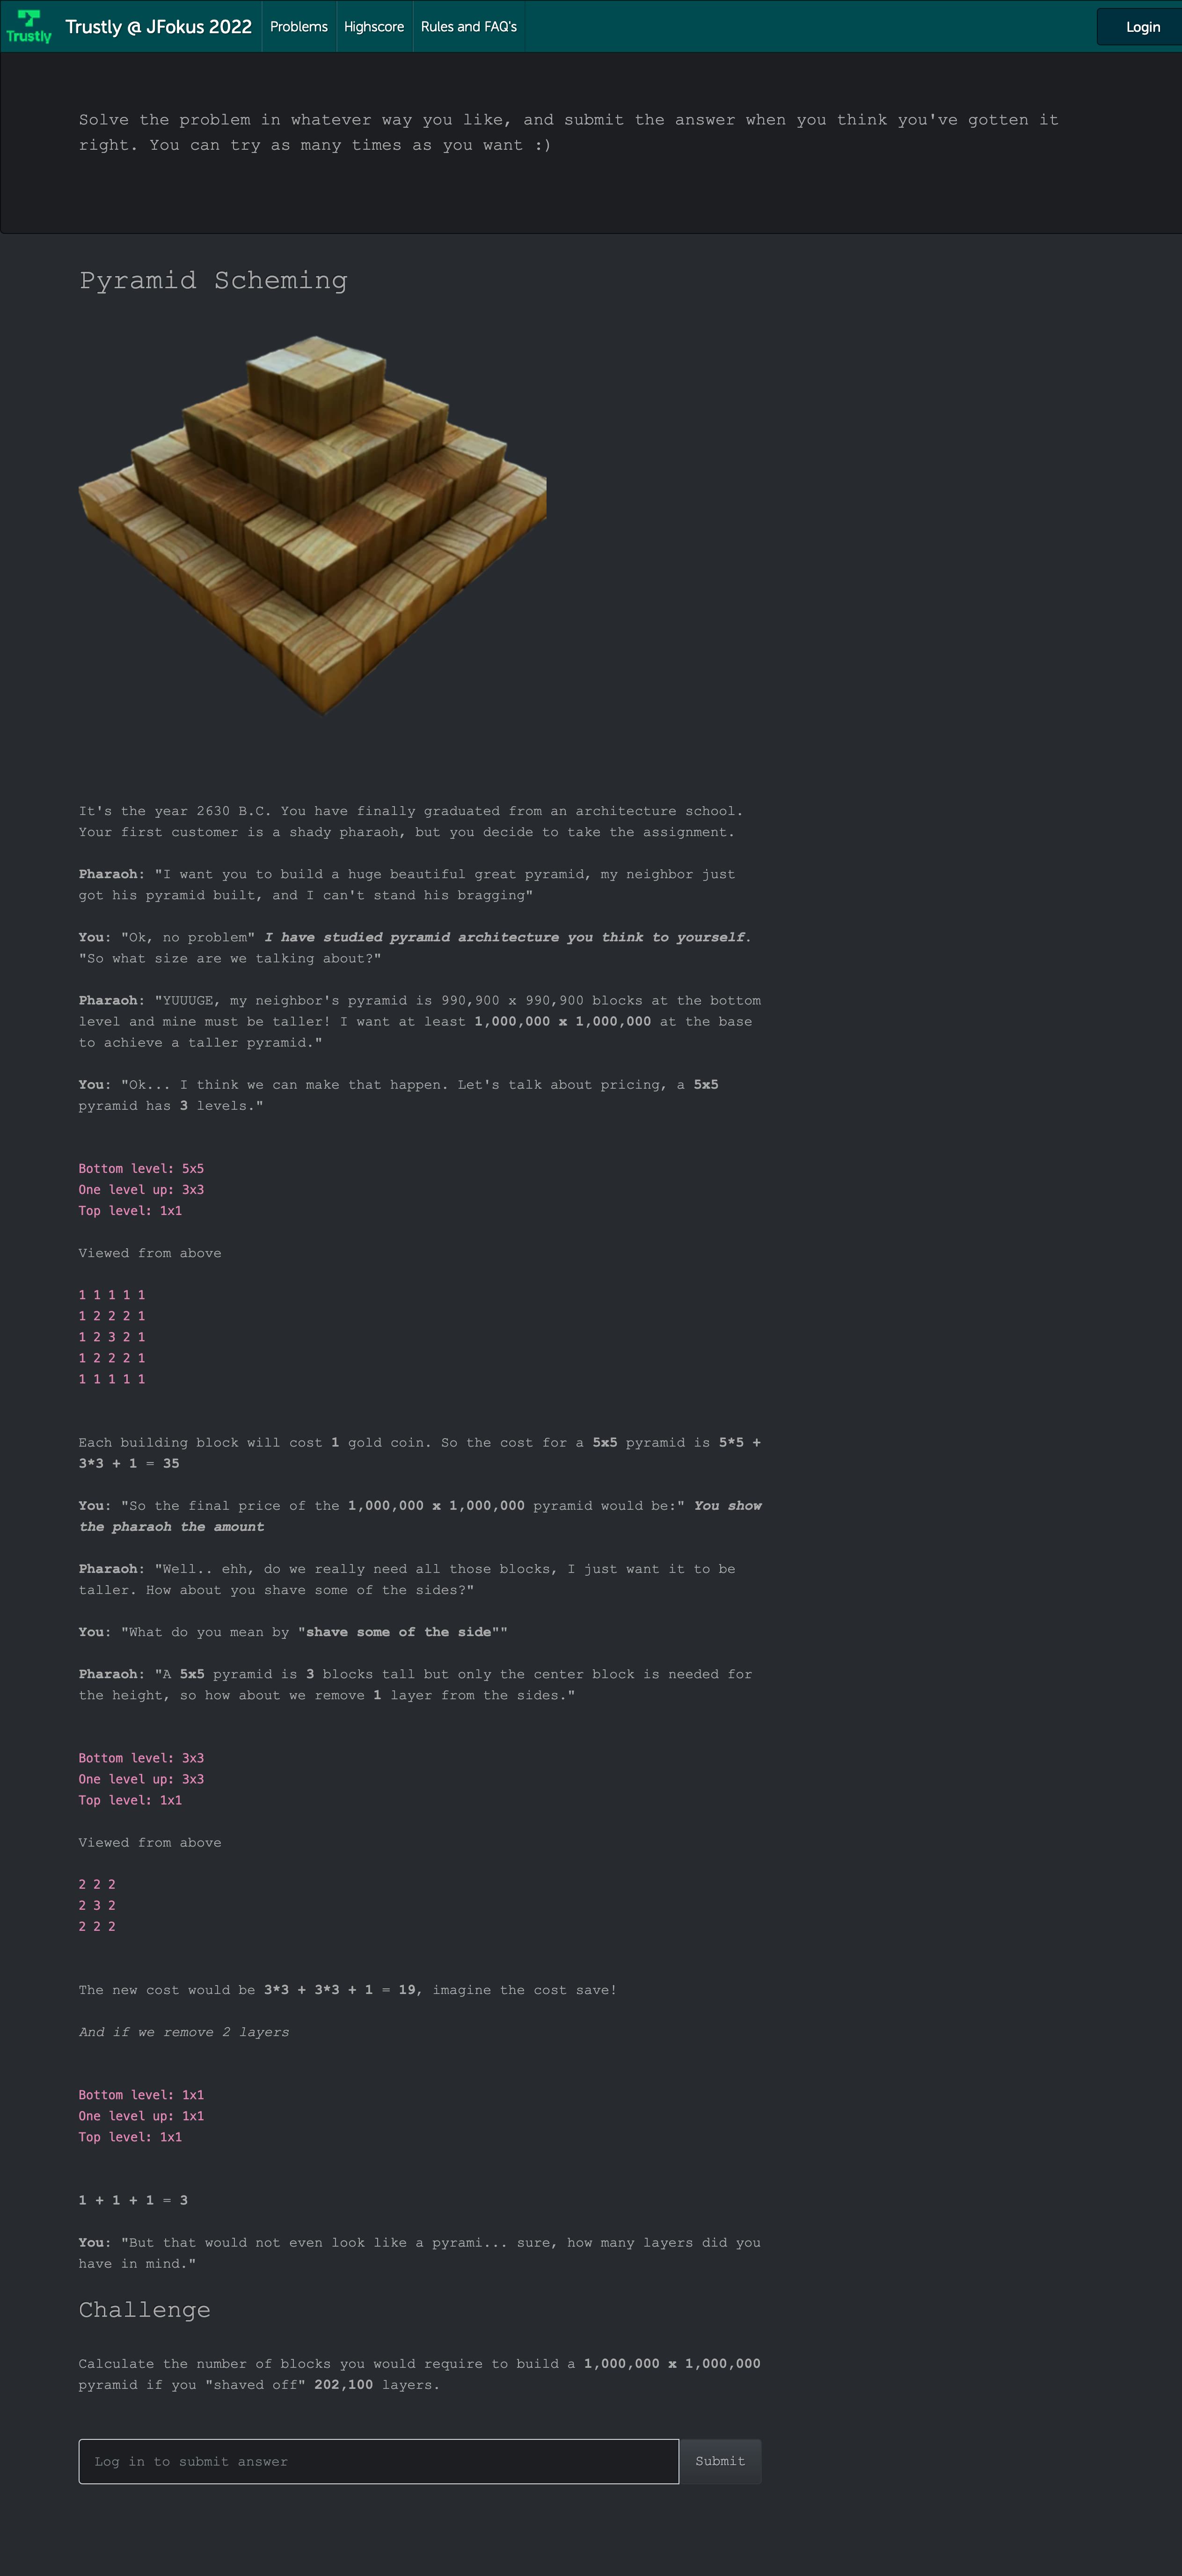 Trustly
Trustly @ JFokus 2022
Problems
Highscore
Rules and FAQ's
Login
Solve the problem in whatever way you like, and submit the answer when you think you've gotten it
right. You can try as many times as you want :)
Pyramid Scheming
It's the year 2630 B.C. You have finally graduated from an architecture school.
Your first customer is a shady pharaoh, but you decide to take the assignment.
Pharaoh: "I want you to build a huge beautiful great pyramid, my neighbor just
got his pyramid built, and I can't stand his bragging"
You: "Ok, no problem" I have studied pyramid architecture you think to yourself.
"So what size are we talking about?"
Pharaoh: "YUUUGE, my neighbor's pyramid is 990,900 x 990,900 blocks at the bottom
level and mine must be taller! I want at least 1,000,000 x 1,000,000 at the base
to achieve a taller pyramid."
You: "Ok... I think we can make that happen. Let's talk about pricing, a 5x5
pyramid has 3 levels."
Bottom level: 5x5
One level up: 3x3
Top level: 1x1
Viewed from above
1 1 1 1 1
1 2 2 2 1
1 2 3 2 1
1 2 2 2 1
1 1 1 1 1
Each building block will cost 1 gold coin. So the cost for a 5x5 pyramid is 5*5 +
3*3 + 1 = 35
You: "So the final price of the 1,000,000 x 1,000,000 pyramid would be:" You show
the pharaoh the amount
Pharaoh: "Well.. ehh, do we really need all those blocks, I just want it to be
taller. How about you shave some of the sides?"
You: "What do you mean by "shave some of the side""
Pharaoh: "A 5x5 pyramid is 3 blocks tall but only the center block is needed for
the height, so how about we remove 1 layer from the sides."
Bottom level: 3x3
One level up: 3x3
Top level: 1x1
Viewed from above
2 2 2
2 3 2
2 2 2
The new cost would be 3*3 + 3*3 + 1 = 19, imagine the cost save!
And if we remove 2 layers
Bottom level: 1x1
One level up: 1x1
Top level: 1x1
1 + 1 + 1 = 3
You: "But that would not even look like a pyrami... sure, how many layers did you
have in mind."
Challenge
Calculate the number of blocks you would require to build a 1,000,000 x 1,000,000
pyramid if you "shaved off" 202,100 layers.
Log in to submit answer
Submit